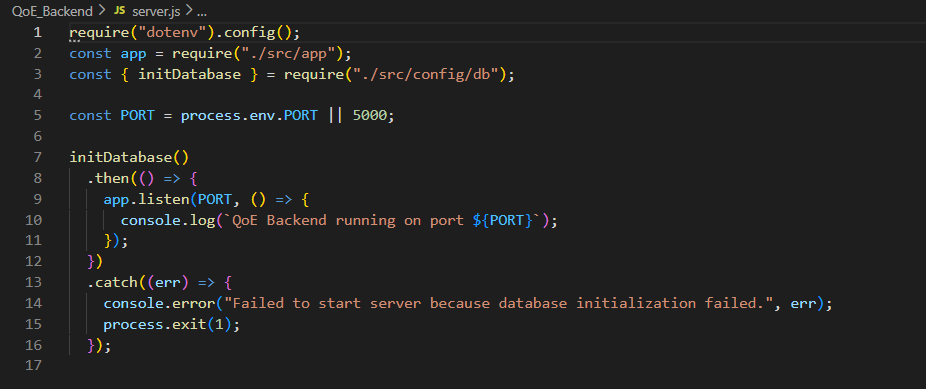 QoE_Backend > JS server.js > ...
1 require("dotenv").config();
2 const app = require("./src/app");
3 const { initDatabase } = require("./src/config/db");
4
5 const PORT = process.env.PORT || 5000;
6
7 initDatabase()
8   .then(() => {
9     app.listen(PORT, () => {
10       console.log(`QoE Backend running on port ${PORT}`);
11     });
12   })
13   .catch((err) => {
14     console.error("Failed to start server because database initialization failed.", err);
15     process.exit(1);
16   });
17